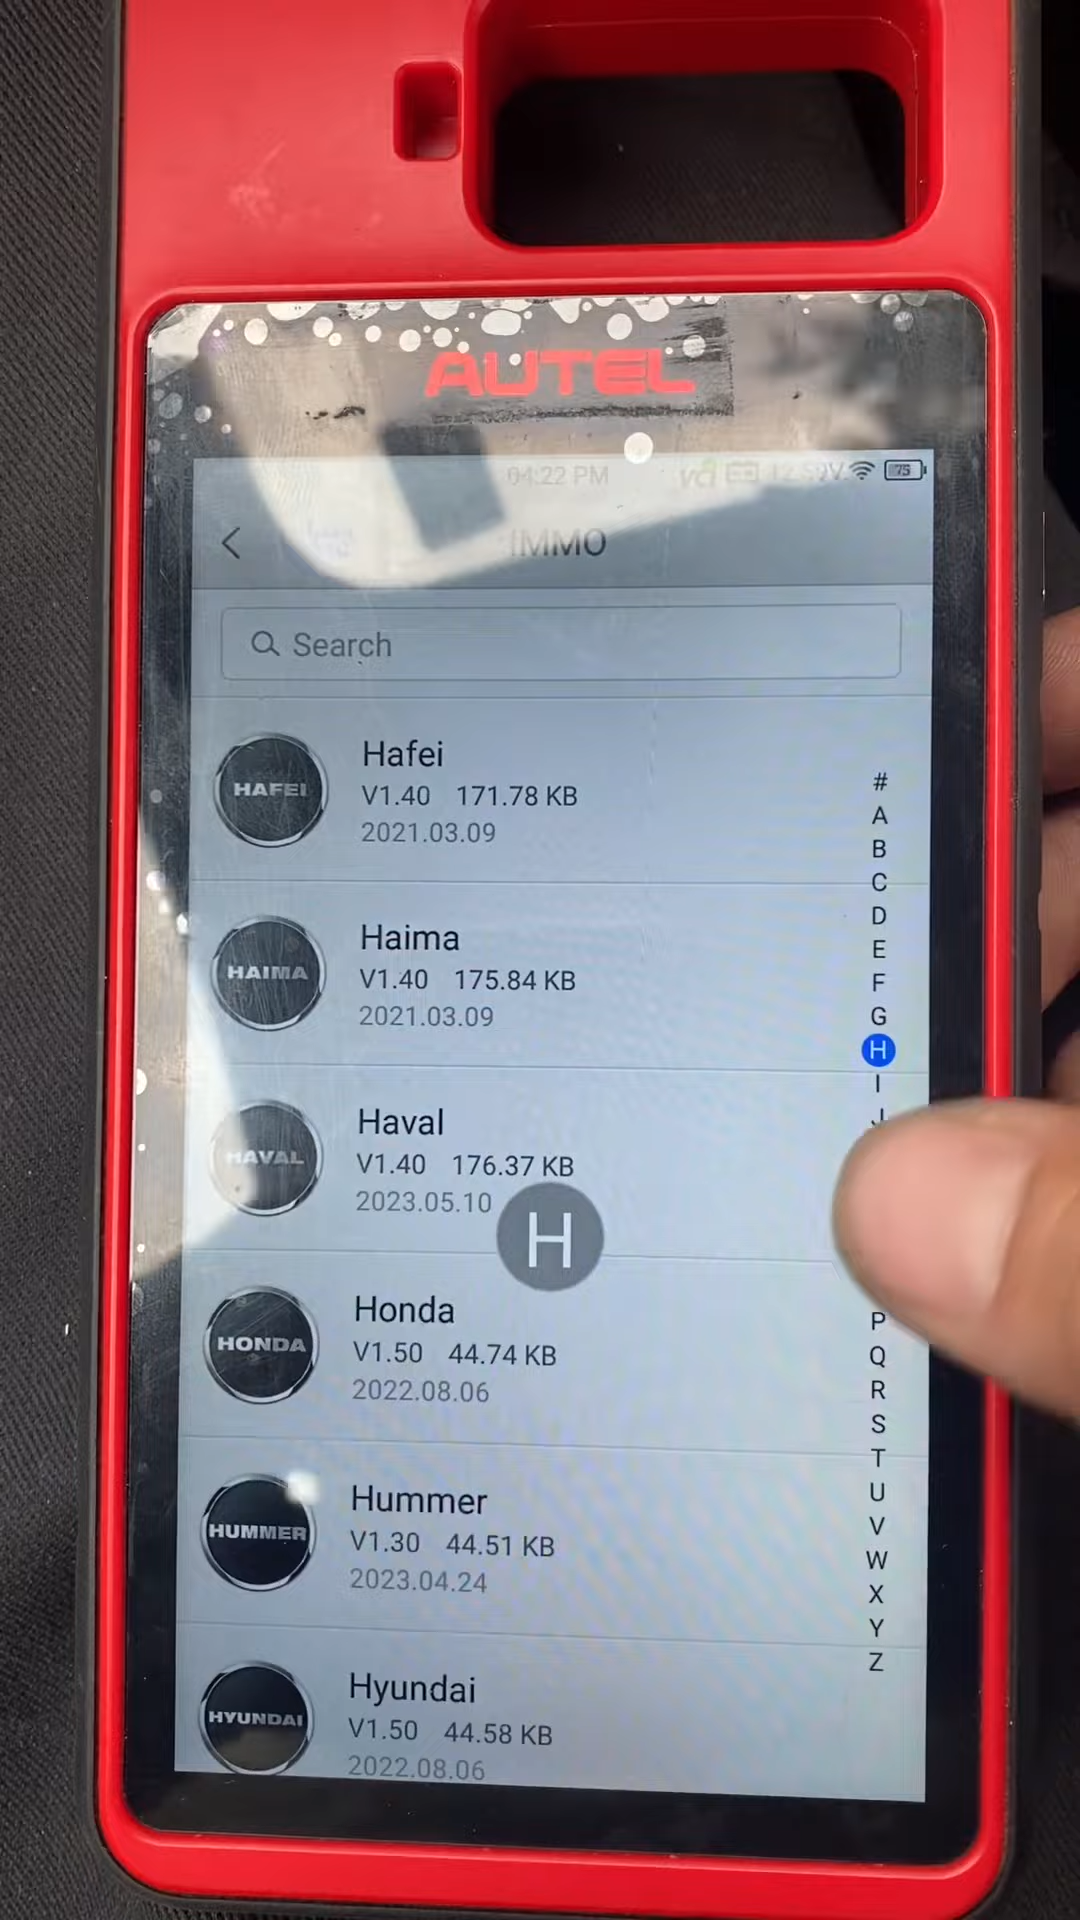 AUTEL
04:22 PM
75
IMMO
Search
HAFEI
Hafei
V1.40 171.78 KB
2021.03.09
HAIMA
Haima
V1.40 175.84 KB
2021.03.09
HAVAL
Haval
V1.40 176.37 KB
2023.05.10
H
HONDA
Honda
V1.50 44.74 KB
2022.08.06
HUMMER
Hummer
V1.30 44.51 KB
2023.04.24
HYUNDAI
Hyundai
V1.50 44.58 KB
2022.08.06
#
A
B
C
D
E
F
G
H
I
J
P
Q
R
S
T
U
V
W
X
Y
Z